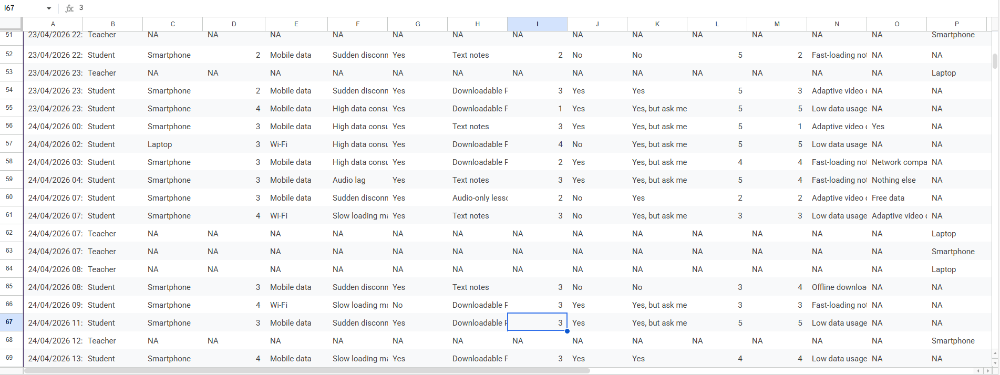 I67 fx 3
A B C D E F G H I J K L M N O P
51 23/04/2026 22: Teacher NA NA NA NA NA NA NA NA NA NA NA NA NA Smartphone
52 23/04/2026 22: Student Smartphone 2 Mobile data Sudden disconn Yes Text notes 2 No No 5 2 Fast-loading not NA NA
53 23/04/2026 23: Teacher NA NA NA NA NA NA NA NA NA NA NA NA NA Laptop
54 23/04/2026 23: Student Smartphone 2 Mobile data Sudden disconn Yes Downloadable P 3 Yes Yes 5 3 Adaptive video NA NA
55 23/04/2026 23: Student Smartphone 4 Mobile data High data consu Yes Downloadable P 1 Yes Yes, but ask me 5 5 Low data usage NA NA
56 24/04/2026 00: Student Smartphone 3 Mobile data High data consu Yes Text notes 3 Yes Yes, but ask me 5 1 Adaptive video Yes NA
57 24/04/2026 02: Student Laptop 3 Wi-Fi High data consu Yes Downloadable P 4 No Yes, but ask me 5 5 Low data usage NA NA
58 24/04/2026 03: Student Smartphone 3 Mobile data High data consu Yes Downloadable P 2 Yes Yes, but ask me 4 4 Fast-loading not Network compa NA
59 24/04/2026 04: Student Smartphone 3 Mobile data Audio lag Yes Text notes 3 Yes Yes, but ask me 5 4 Fast-loading not Nothing else NA
60 24/04/2026 07: Student Smartphone 3 Mobile data Sudden disconn Yes Audio-only lesso 2 No Yes 2 2 Adaptive video Free data NA
61 24/04/2026 07: Student Smartphone 4 Wi-Fi Slow loading ma Yes Text notes 3 No Yes, but ask me 3 3 Low data usage Adaptive video NA
62 24/04/2026 07: Teacher NA NA NA NA NA NA NA NA NA NA NA NA NA Laptop
63 24/04/2026 07: Teacher NA NA NA NA NA NA NA NA NA NA NA NA NA Smartphone
64 24/04/2026 08: Teacher NA NA NA NA NA NA NA NA NA NA NA NA NA Laptop
65 24/04/2026 08: Student Smartphone 3 Mobile data Sudden disconn Yes Text notes 3 No No 3 4 Offline downloa NA NA
66 24/04/2026 09: Student Smartphone 4 Wi-Fi Slow loading ma No Downloadable P 3 Yes Yes, but ask me 3 3 Fast-loading not NA NA
67 24/04/2026 11: Student Smartphone 3 Mobile data Sudden disconn Yes Downloadable P 3 Yes Yes, but ask me 5 5 Low data usage NA NA
68 24/04/2026 12: Teacher NA NA NA NA NA NA NA NA NA NA NA NA NA Smartphone
69 24/04/2026 13: Student Smartphone 4 Mobile data Slow loading ma Yes Downloadable P 3 Yes Yes 4 4 Low data usage NA NA